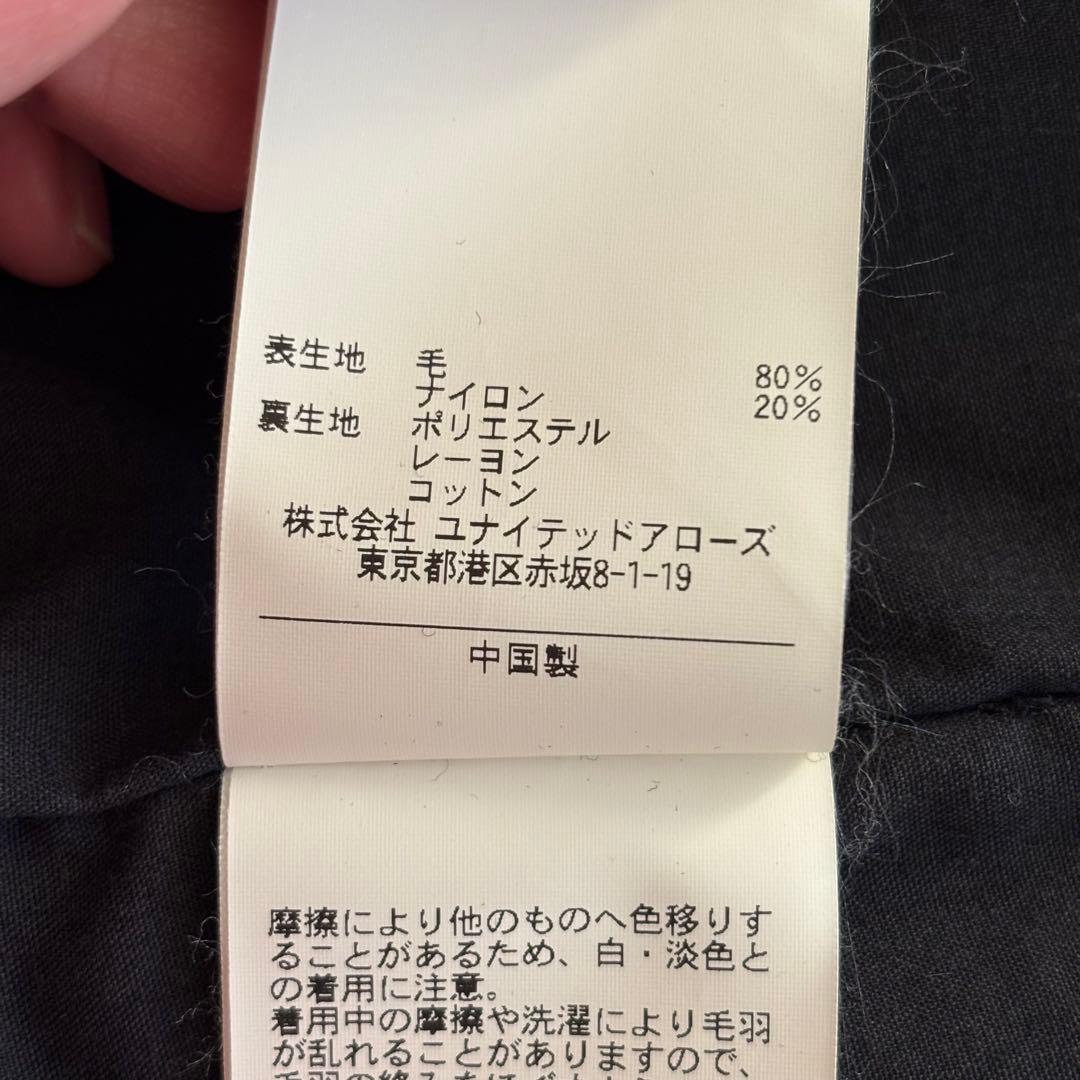 表生地 毛 80%
ナイロン 20%
裏生地 ポリエステル
レーヨン
コットン
株式会社 ユナイテッドアローズ
東京都港区赤坂8-1-19
中国製
摩擦により他のものへ色移りす
ることがあるため、白・淡色と
の着用に注意。
着用中の摩擦や洗濯により毛羽
が乱れることがありますので、